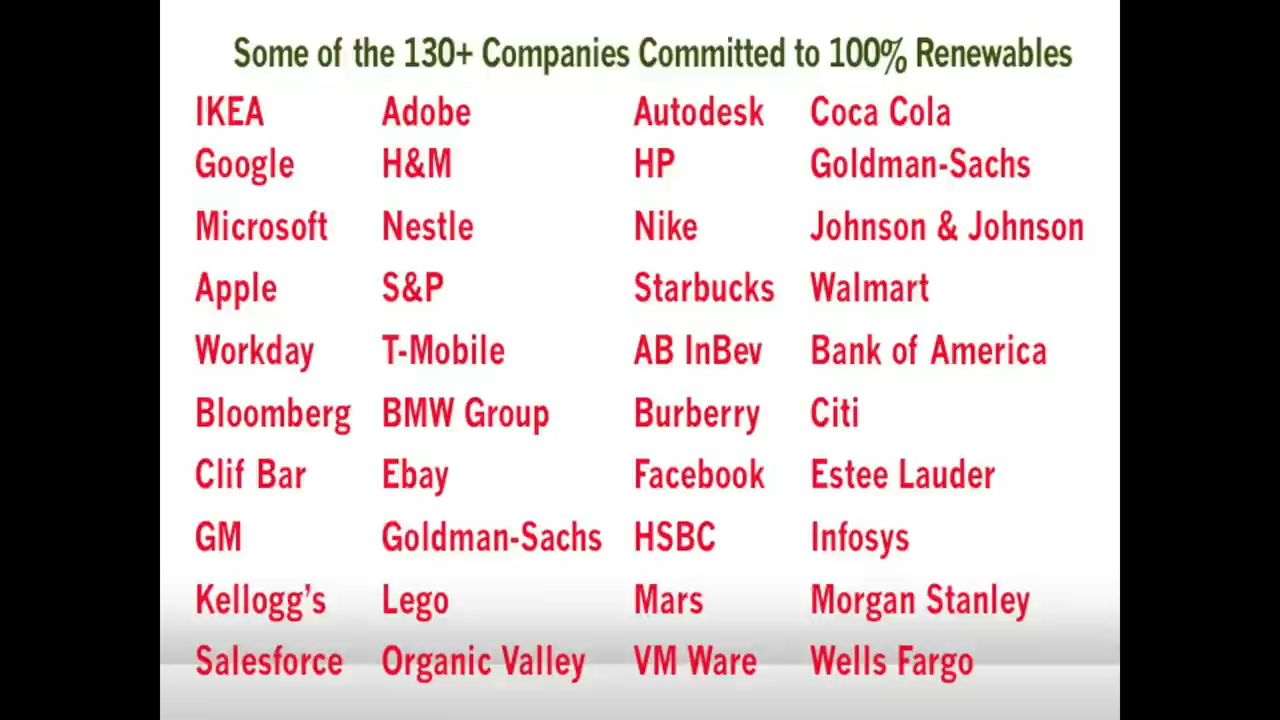 Some of the 130+ Companies Committed to 100% Renewables
IKEA Adobe Autodesk Coca Cola
Google H&M HP Goldman-Sachs
Microsoft Nestle Nike Johnson & Johnson
Apple S&P Starbucks Walmart
Workday T-Mobile AB InBev Bank of America
Bloomberg BMW Group Burberry Citi
Clif Bar Ebay Facebook Estee Lauder
GM Goldman-Sachs HSBC Infosys
Kellogg’s Lego Mars Morgan Stanley
Salesforce Organic Valley VM Ware Wells Fargo